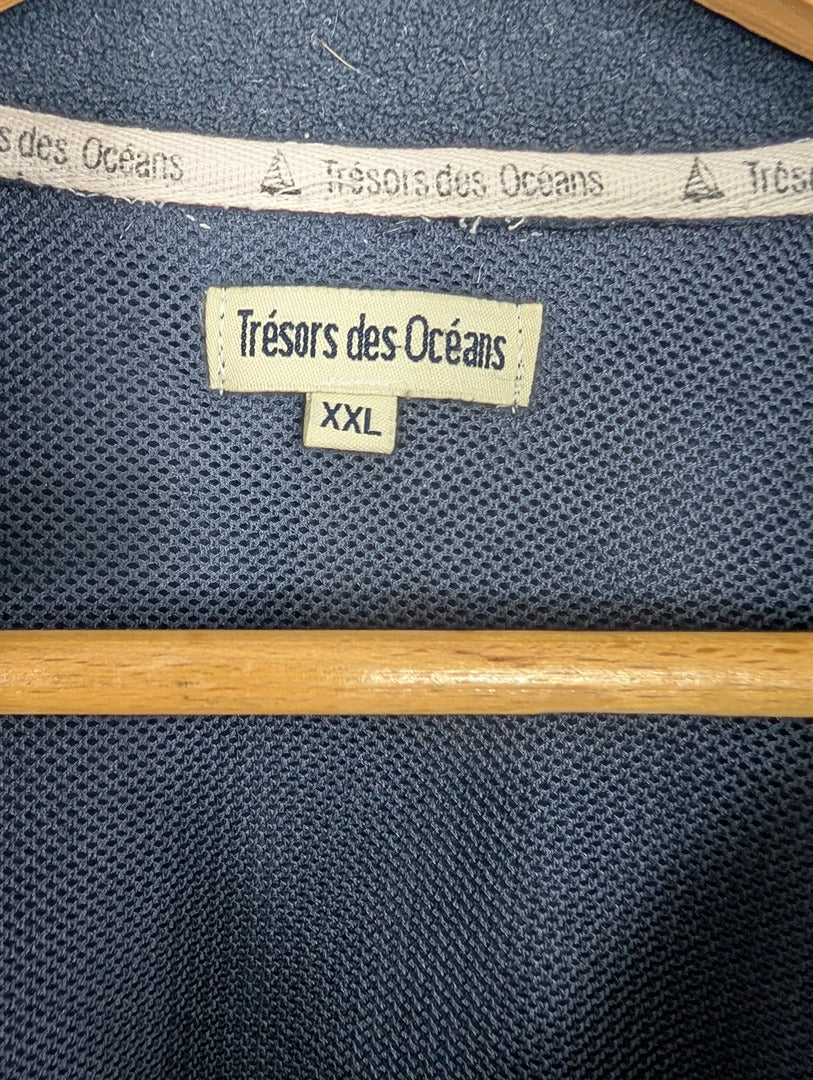 s des Océans Trésors des Océans Trés
Trésors des Océans
XXL